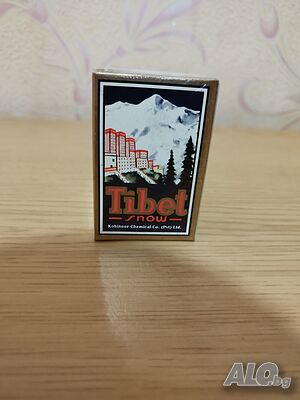 Tibet
SNOW
Kohinoor Chemical Co. (Pvt) Ltd.
ALO.bg